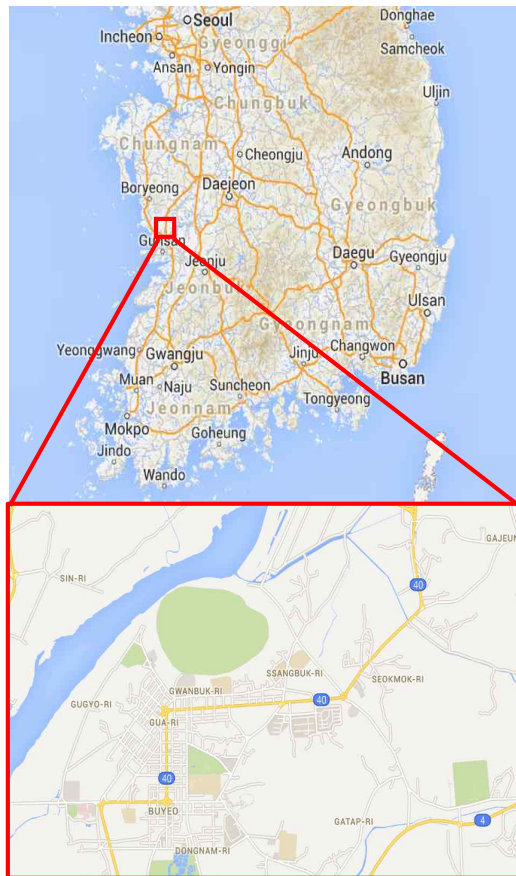 Seoul
Donghae
Incheon
Gyeonggi
Samcheok
Ansan
Yongin
Uljin
Chungbuk
Chungnam
Cheongju
Andong
Boryeong
Daejeon
Gyeongbuk
Gunsan
Daegu
Gyeongju
Jeonju
Jeonbuk
Ulsan
Gyeongnam
Yeonggwang
Gwangju
Jinju
Changwon
Busan
Muan
Naju
Suncheon
Tongyeong
Jeonnam
Mokpo
Goheung
Jindo
Wando
GAJEUN
SIN-RI
40
SSANGBUK-RI
SEOKMOK-RI
GWANBUK-RI
GUGYO-RI
40
GUA-RI
40
BUYEO
GATAP-RI
4
DONGNAM-RI